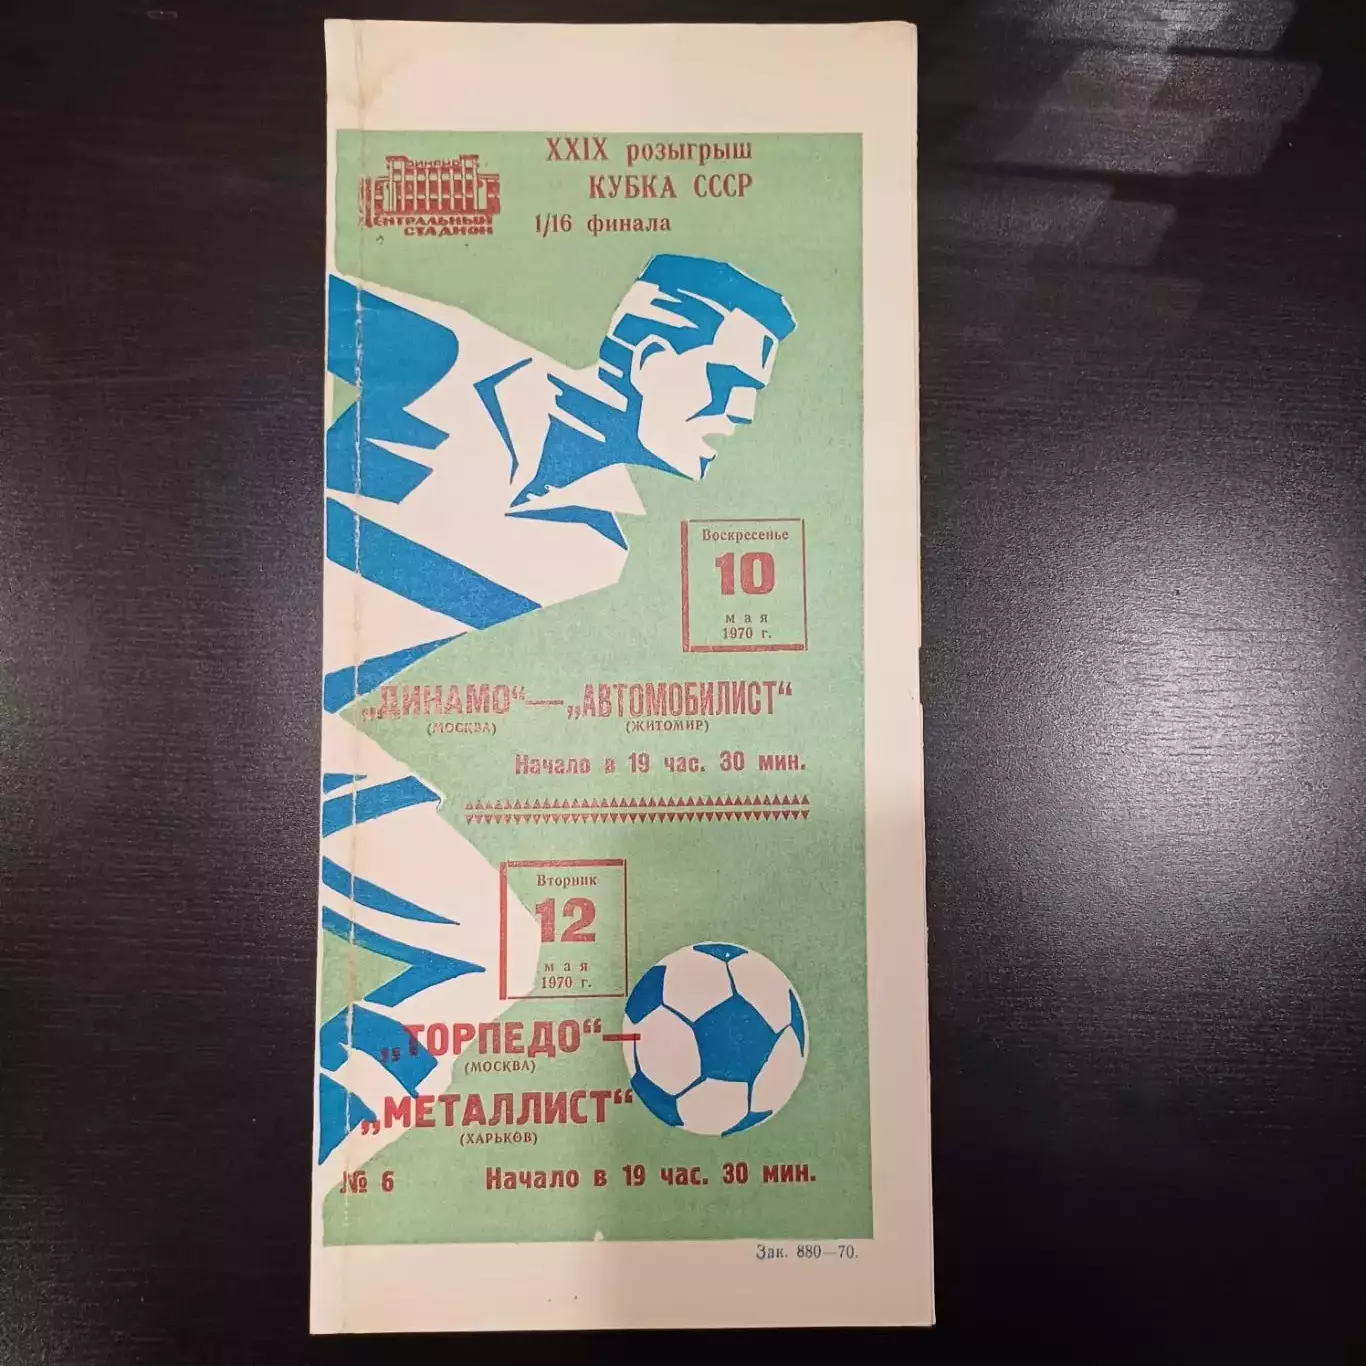 XXIX розыгрыш
КУБКА СССР
1/16 финала
ДИНАМО
ЦЕНТРАЛЬНЫЙ
СТАДИОН
Воскресенье
10
мая
1970 г.
„ДИНАМО“ — „АВТОМОБИЛИСТ“
(МОСКВА) (ЖИТОМИР)
Начало в 19 час. 30 мин.
Вторник
12
мая
1970 г.
„ТОРПЕДО“ —
(МОСКВА)
„МЕТАЛЛИСТ“
(ХАРЬКОВ)
№ 6 Начало в 19 час. 30 мин.
Зак. 880—70.